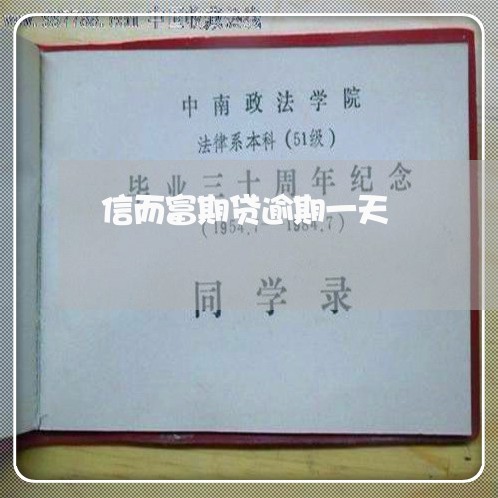 中南政法学院
法律系本科(51级)
毕业三十周年纪念
信而富期贷逾期一天
(1954.7 1984.7)
同学录